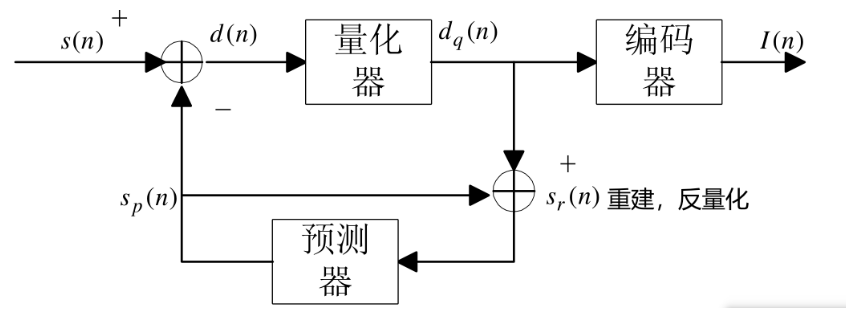 s(n)
+
d(n)
量化
器
d_q(n)
编码
器
I(n)
−
s_p(n)
+
s_r(n) 重建，反量化
预测
器